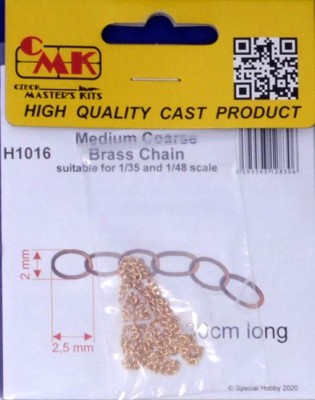 CMK
CZECH
MASTER'S KITS
HIGH QUALITY CAST PRODUCT
H1016
Medium Coarse
Brass Chain
suitable for 1/35 and 1/48 scale
2 mm
2,5 mm
cm long
© Special Hobby 2020